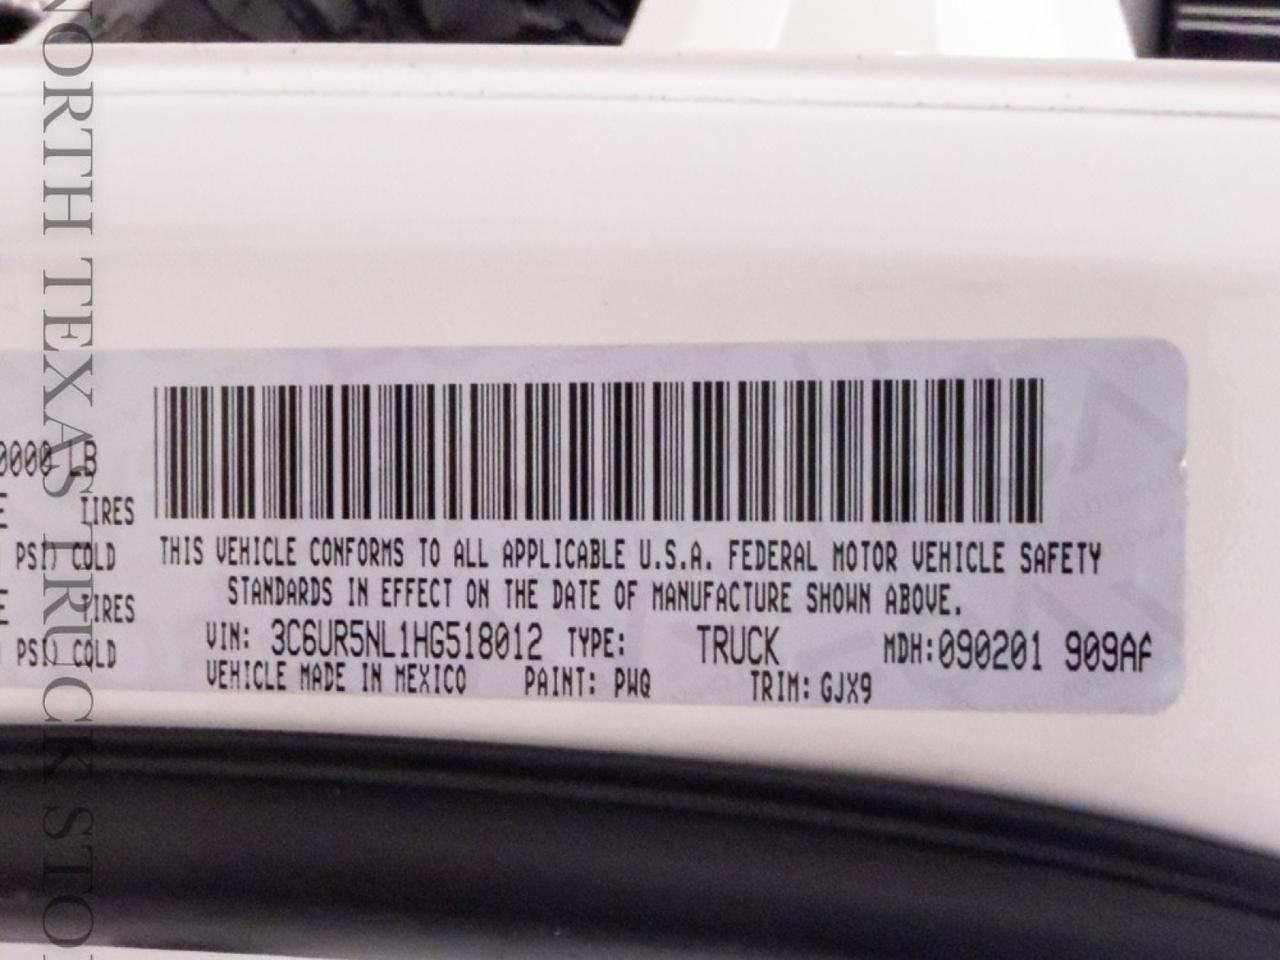 0000 LB
TIRES
PSI) COLD
TIRES
PSI) COLD
THIS VEHICLE CONFORMS TO ALL APPLICABLE U.S.A. FEDERAL MOTOR VEHICLE SAFETY
STANDARDS IN EFFECT ON THE DATE OF MANUFACTURE SHOWN ABOVE.
VIN: 3C6UR5NL1HG518012 TYPE: TRUCK MDH:090201 909AF
VEHICLE MADE IN MEXICO PAINT: PWQ TRIM: GJX9
NORTH TEXAS TRUCK STO